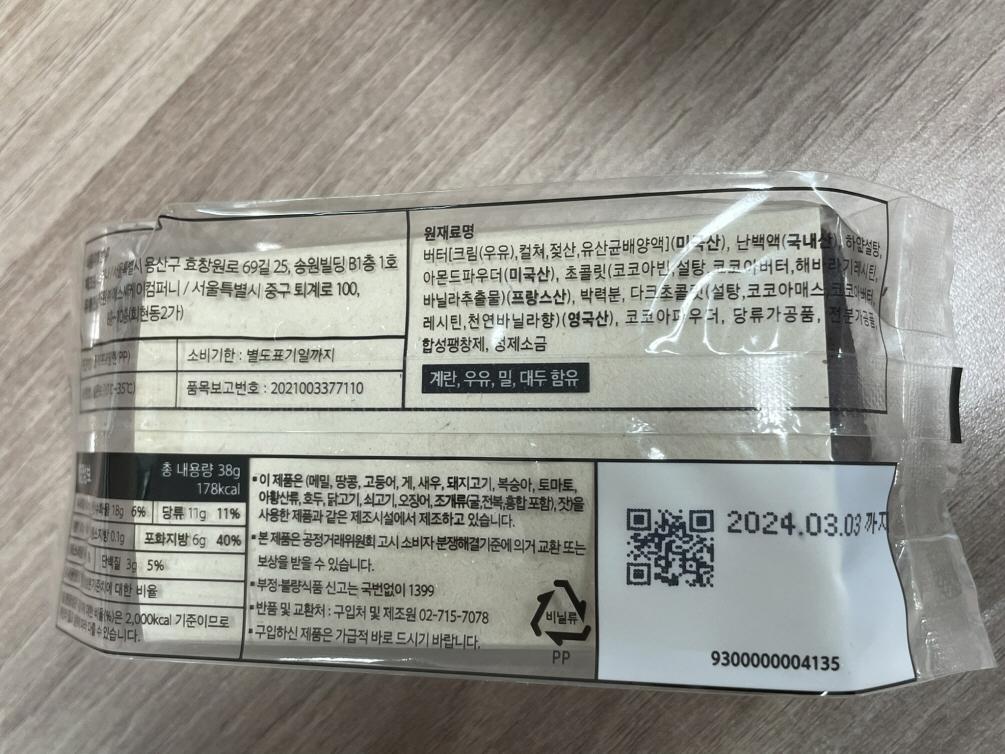 용산구 효창원로 69길 25, 송원빌딩 B1층 1호
컴퍼니 / 서울특별시 중구 퇴계로 100,
소비기한 : 별도표기일까지
품목보고번호 : 2021003377110
원재료명
버터[크림(우유),컬쳐,젖산,유산균배양액](미국산), 난백액(국내산), 하얀설탕,
아몬드파우더(미국산), 초콜릿(코코아빈,설탕,코코아버터,해바라기레시틴,
바닐라추출물)(프랑스산), 박력분, 다크초콜릿(설탕,코코아매스,코코아버터,
레시틴,천연바닐라향)(영국산), 코코아파우더, 당류가공품, 전분가공품,
합성팽창제, 정제소금
계란, 우유, 밀, 대두 함유
총 내용량 38g
178kcal
18g 6% 당류 11g 11%
0.1g 포화지방 6g 40%
단백질 3g 5%
대한 비율
2,000kcal 기준이므로
▪이 제품은 (메밀, 땅콩, 고등어, 게, 새우, 돼지고기, 복숭아, 토마토,
아황산류, 호두, 닭고기, 쇠고기, 오징어, 조개류(굴,전복,홍합 포함), 잣)을
사용한 제품과 같은 제조시설에서 제조하고 있습니다.
▪본 제품은 공정거래위원회 고시 소비자 분쟁해결기준에 의거 교환 또는
보상을 받을 수 있습니다.
▪부정·불량식품 신고는 국번없이 1399
▪반품 및 교환처 : 구입처 및 제조원 02-715-7078
▪구입하신 제품은 가급적 바로 드시기 바랍니다.
비닐류
PP
2024.03.03 까지
9300000004135